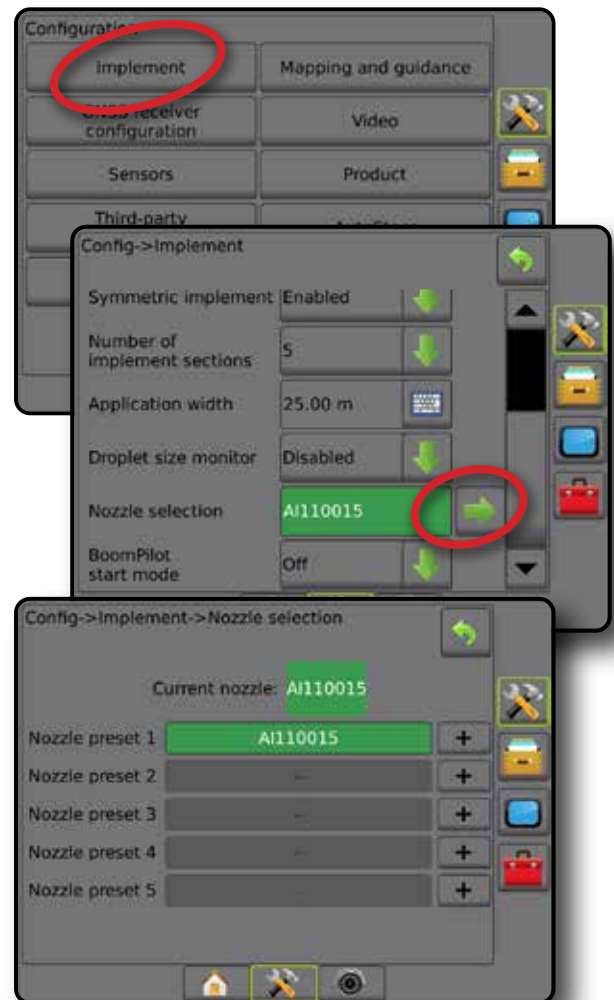 Configuration
Implement
Mapping and guidance
GNSS receiver
configuration
Video
Sensors
Product
Third-party
Config->Implement
Symmetric implement
Enabled
Number of
implement sections
5
Application width
25.00 m
Droplet size monitor
Disabled
Nozzle selection
AI110015
BoomPilot
start mode
Off
Config->Implement->Nozzle selection
Current nozzle: AI110015
Nozzle preset 1
AI110015
+
Nozzle preset 2
--
+
Nozzle preset 3
--
+
Nozzle preset 4
--
+
Nozzle preset 5
--
+